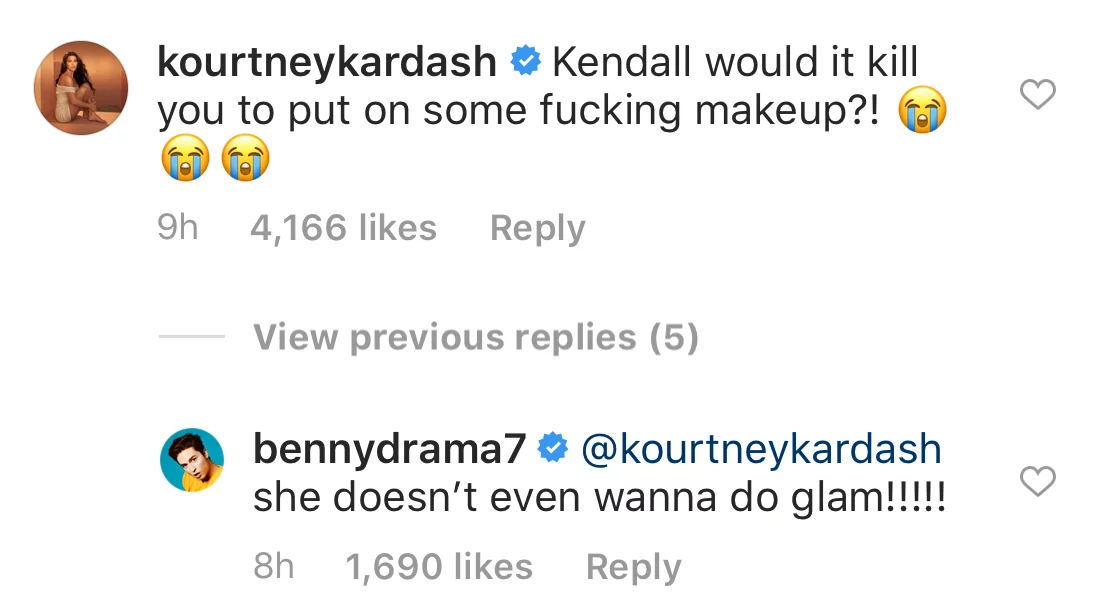 kourtneykardash Kendall would it kill
you to put on some fucking makeup?! 😭
😭😭
9h 4,166 likes Reply
View previous replies (5)
bennydrama7 @kourtneykardash
she doesn’t even wanna do glam!!!!!
8h 1,690 likes Reply